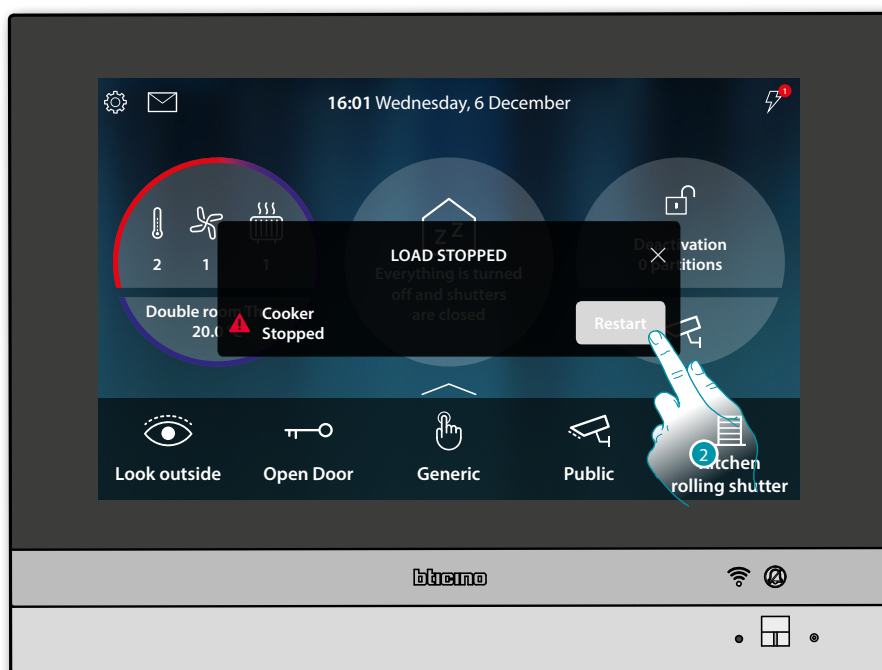 16:01 Wednesday, 6 December
1
2
1
1
LOAD STOPPED
Everything is turned
off and shutters
are closed
Cooker
Stopped
Restart
Deactivation
0 partitions
Double room Th
20.0
Look outside
Open Door
Generic
Public
Kitchen
rolling shutter
2
bticino